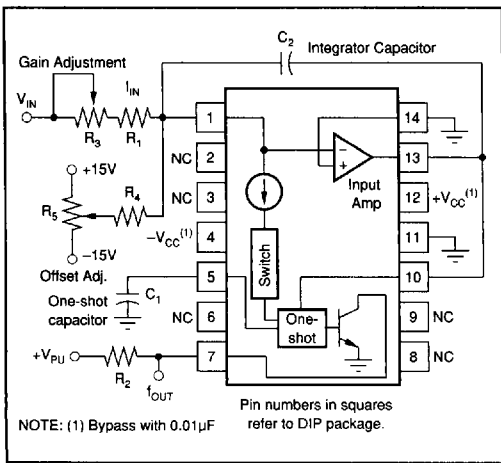 C2
Integrator Capacitor
Gain Adjustment
VIN
IIN
R3
R1
1
14
NC
2
13
+15V
Input
Amp
NC
3
12
+VCC(1)
R4
R5
–VCC(1)
4
11
–15V
Switch
Offset Adj.
5
10
One-shot
capacitor
C1
NC
6
One-
shot
9
NC
+VPU
7
8
NC
R2
fOUT
Pin numbers in squares
refer to DIP package.
NOTE: (1) Bypass with 0.01µF